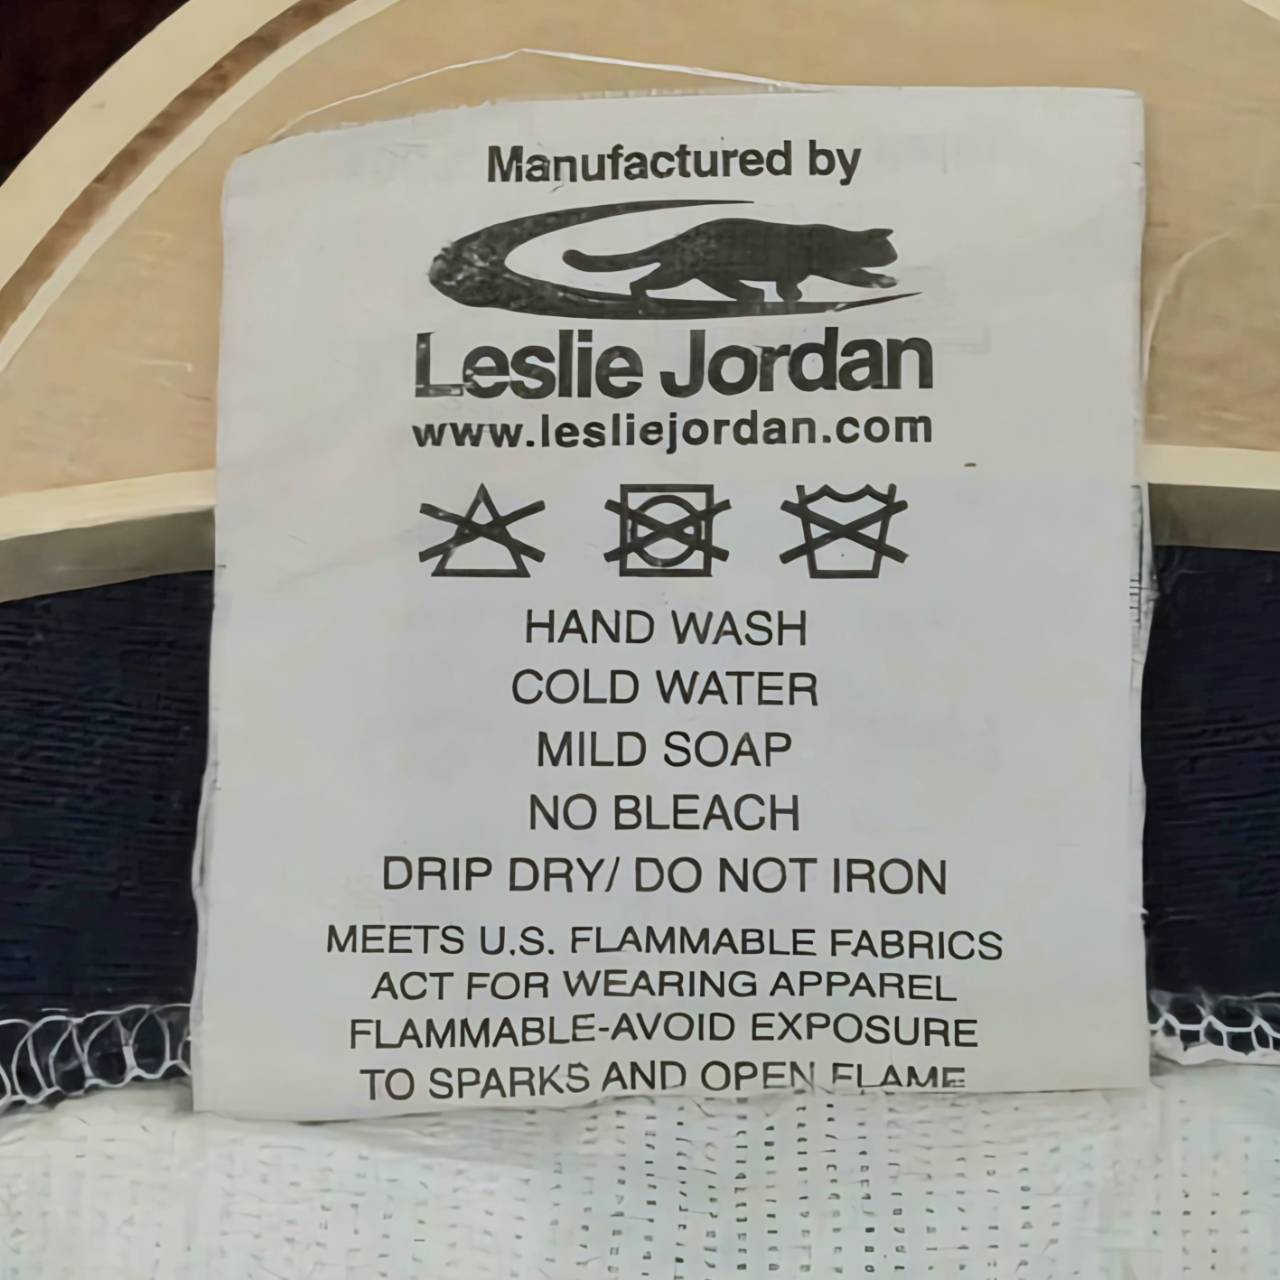 Manufactured by
Leslie Jordan
www.lesliejordan.com
HAND WASH
COLD WATER
MILD SOAP
NO BLEACH
DRIP DRY/ DO NOT IRON
MEETS U.S. FLAMMABLE FABRICS
ACT FOR WEARING APPAREL
FLAMMABLE-AVOID EXPOSURE
TO SPARKS AND OPEN FLAME